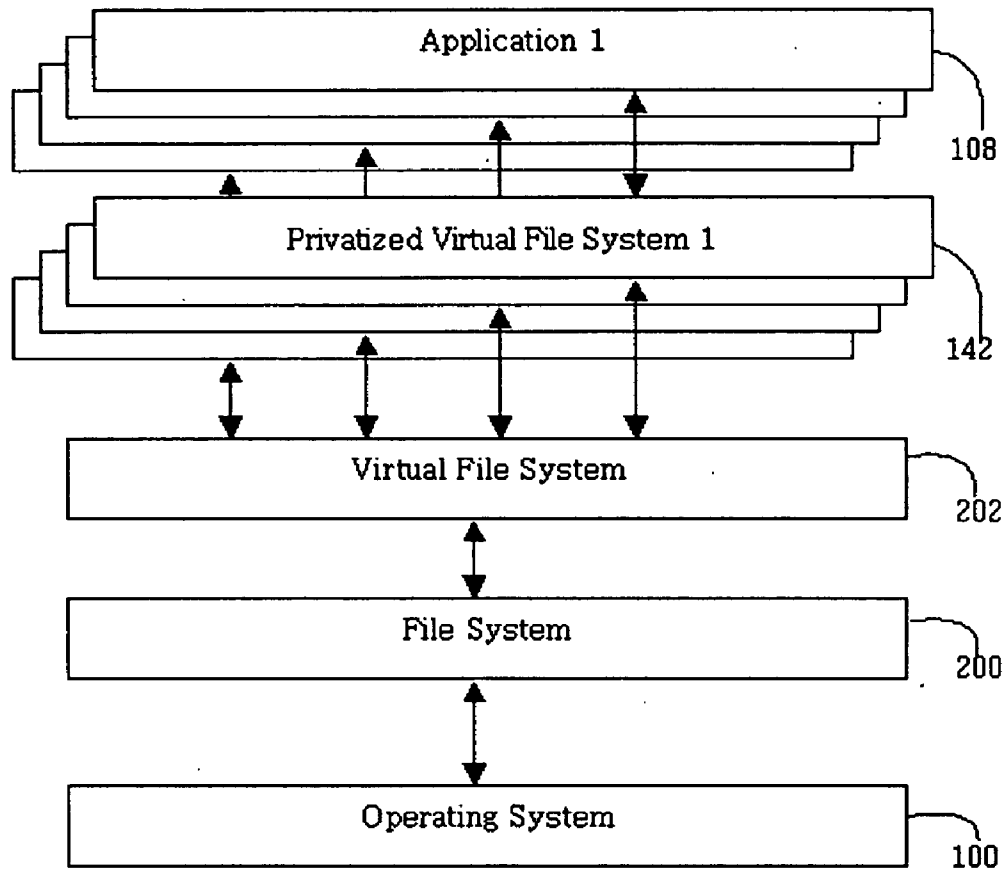 Application 1
108
Privatized Virtual File System 1
142
Virtual File System
202
File System
200
Operating System
100